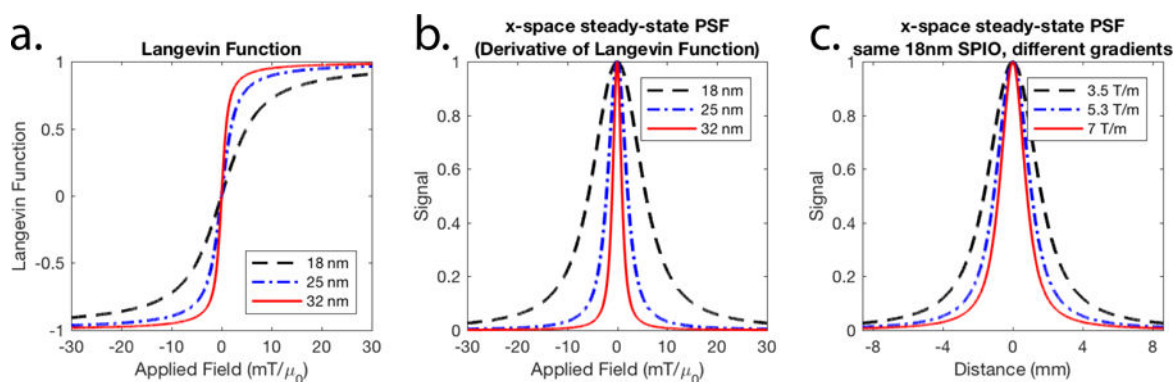 a.
Langevin Function
Langevin Function
1
0.5
0
-0.5
-1
18 nm
25 nm
32 nm
-30 -20 -10 0 10 20 30
Applied Field (mT/μ0)
b.
x-space steady-state PSF
(Derivative of Langevin Function)
Signal
1
0.8
0.6
0.4
0.2
0
18 nm
25 nm
32 nm
-30 -20 -10 0 10 20 30
Applied Field (mT/μ0)
c.
x-space steady-state PSF
same 18nm SPIO, different gradients
Signal
1
0.8
0.6
0.4
0.2
0
3.5 T/m
5.3 T/m
7 T/m
-8 -4 0 4 8
Distance (mm)